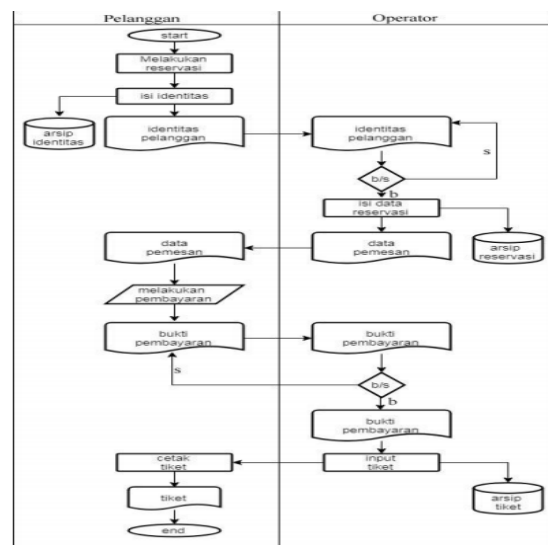 Pelanggan
Operator
start
Melakukan
reservasi
isi identitas
arsip
identitas
identitas
pelanggan
identitas
pelanggan
s
b/s
b
isi data
reservasi
data
pemesan
data
pemesan
arsip
reservasi
melakukan
pembayaran
bukti
pembayaran
bukti
pembayaran
s
b/s
b
bukti
pembayaran
cetak
tiket
input
tiket
tiket
arsip
tiket
end